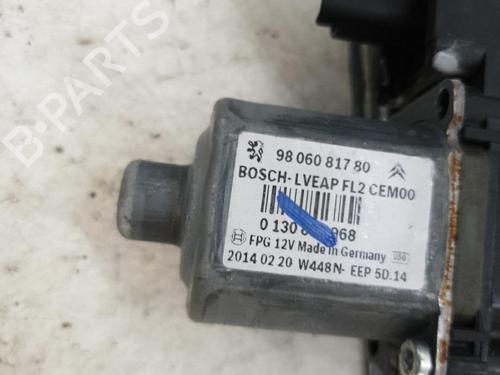 98 060 817 80
BOSCH-LVEAP FL2 CEM00
0 130 8 968
FPG 12V Made in Germany
2014 02 20 W448N- EEP 5D.14
B-PARTS